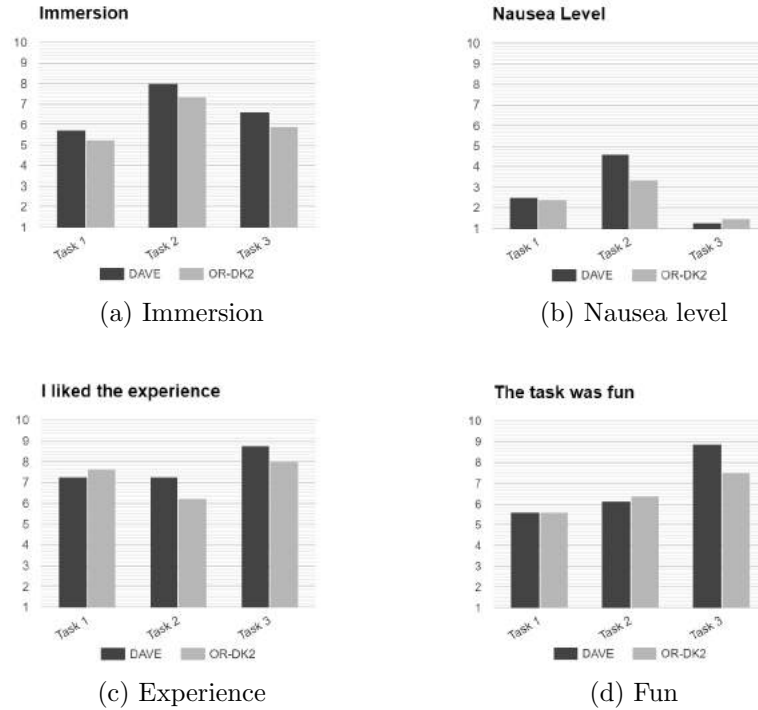 Immersion
10
9
8
7
6
5
4
3
2
1
Task 1 Task 2 Task 3
DAVE OR-DK2
(a) Immersion
Nausea Level
10
9
8
7
6
5
4
3
2
1
Task 1 Task 2 Task 3
DAVE OR-DK2
(b) Nausea level
I liked the experience
10
9
8
7
6
5
4
3
2
1
Task 1 Task 2 Task 3
DAVE OR-DK2
(c) Experience
The task was fun
10
9
8
7
6
5
4
3
2
1
Task 1 Task 2 Task 3
DAVE OR-DK2
(d) Fun